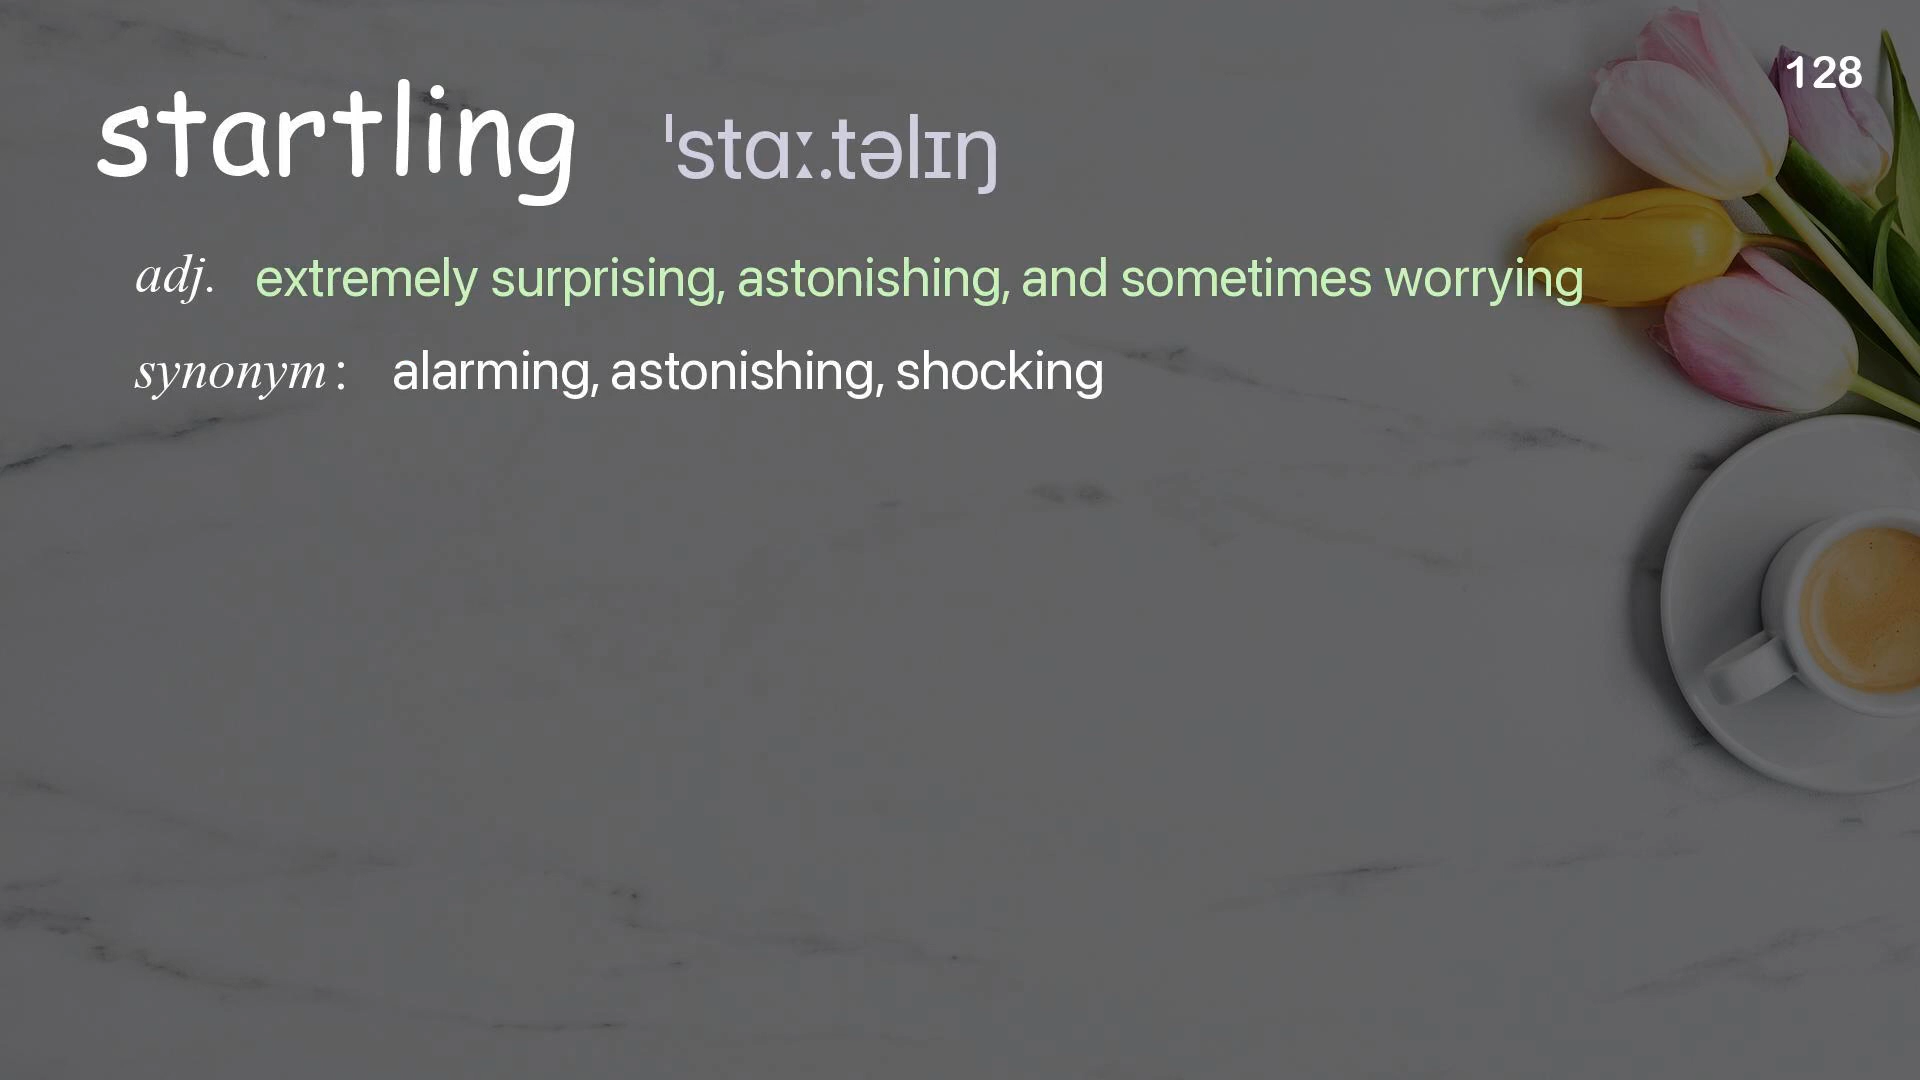 128
startling ˈstɑː.təlɪŋ
adj. extremely surprising, astonishing, and sometimes worrying
synonym : alarming, astonishing, shocking